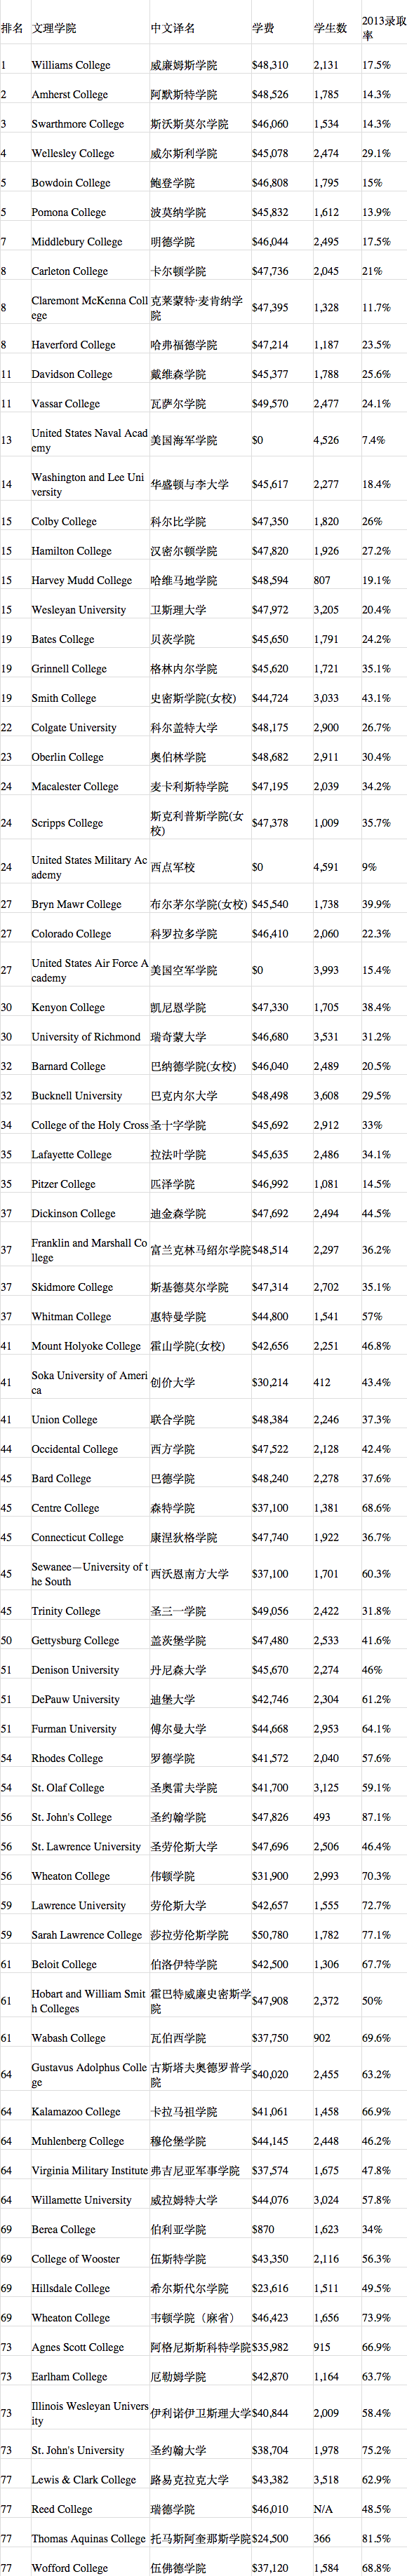 排名 文理学院 中文译名 学费 学生数 2013录取
率
1 Williams College 威廉姆斯学院 $48,310 2,131 17.5%
2 Amherst College 阿默斯特学院 $48,526 1,785 14.3%
3 Swarthmore College 斯沃斯莫尔学院 $46,060 1,534 14.3%
4 Wellesley College 威尔斯利学院 $45,078 2,474 29.1%
5 Bowdoin College 鲍登学院 $46,808 1,795 15%
5 Pomona College 波莫纳学院 $45,832 1,612 13.9%
7 Middlebury College 明德学院 $46,044 2,495 17.5%
8 Carleton College 卡尔顿学院 $47,736 2,045 21%
8 Claremont McKenna Coll 克莱蒙特·麦肯纳学 $47,395 1,328 11.7%
ege 院
8 Haverford College 哈弗福德学院 $47,214 1,187 23.5%
11 Davidson College 戴维森学院 $45,377 1,788 25.6%
11 Vassar College 瓦萨尔学院 $49,570 2,477 24.1%
13 United States Naval Acad 美国海军学院 $0 4,526 7.4%
emy
14 Washington and Lee Uni 华盛顿与李大学 $45,617 2,277 18.4%
versity
15 Colby College 科尔比学院 $47,350 1,820 26%
15 Hamilton College 汉密尔顿学院 $47,820 1,926 27.2%
15 Harvey Mudd College 哈维马地学院 $48,594 807 19.1%
15 Wesleyan University 卫斯理大学 $47,972 3,205 20.4%
19 Bates College 贝茨学院 $45,650 1,791 24.2%
19 Grinnell College 格林内尔学院 $45,620 1,721 35.1%
19 Smith College 史密斯学院(女校) $44,724 3,033 43.1%
22 Colgate University 科尔盖特大学 $48,175 2,900 26.7%
23 Oberlin College 奥伯林学院 $48,682 2,911 30.4%
24 Macalester College 麦卡利斯特学院 $47,195 2,039 34.2%
24 Scripps College 斯克利普斯学院(女 $47,378 1,009 35.7%
校)
24 United States Military Ac 西点军校 $0 4,591 9%
ademy
27 Bryn Mawr College 布尔茅尔学院(女校) $45,540 1,738 39.9%
27 Colorado College 科罗拉多学院 $46,410 2,060 22.3%
27 United States Air Force A 美国空军学院 $0 3,993 15.4%
cademy
30 Kenyon College 凯尼恩学院 $47,330 1,705 38.4%
30 University of Richmond 瑞奇蒙大学 $46,680 3,531 31.2%
32 Barnard College 巴纳德学院(女校) $46,040 2,489 20.5%
32 Bucknell University 巴克内尔大学 $48,498 3,608 29.5%
34 College of the Holy Cross 圣十字学院 $45,692 2,912 33%
35 Lafayette College 拉法叶学院 $45,635 2,486 34.1%
35 Pitzer College 匹泽学院 $46,992 1,081 14.5%
37 Dickinson College 迪金森学院 $47,692 2,494 44.5%
37 Franklin and Marshall Co 富兰克林马绍尔学院 $48,514 2,297 36.2%
llege
37 Skidmore College 斯基德莫尔学院 $47,314 2,702 35.1%
37 Whitman College 惠特曼学院 $44,800 1,541 57%
41 Mount Holyoke College 霍山学院(女校) $42,656 2,251 46.8%
41 Soka University of Ameri 创价大学 $30,214 412 43.4%
ca
41 Union College 联合学院 $48,384 2,246 37.3%
44 Occidental College 西方学院 $47,522 2,128 42.4%
45 Bard College 巴德学院 $48,240 2,278 37.6%
45 Centre College 森特学院 $37,100 1,381 68.6%
45 Connecticut College 康涅狄格学院 $47,740 1,922 36.7%
45 Sewanee—University of t 西沃恩南方大学 $37,100 1,701 60.3%
he South
45 Trinity College 圣三一学院 $49,056 2,422 31.8%
50 Gettysburg College 盖茨堡学院 $47,480 2,533 41.6%
51 Denison University 丹尼森大学 $45,670 2,274 46%
51 DePauw University 迪堡大学 $42,746 2,304 61.2%
51 Furman University 傅尔曼大学 $44,668 2,953 64.1%
54 Rhodes College 罗德学院 $41,572 2,040 57.6%
54 St. Olaf College 圣奥雷夫学院 $41,700 3,125 59.1%
56 St. John's College 圣约翰学院 $47,826 493 87.1%
56 St. Lawrence University 圣劳伦斯大学 $47,696 2,506 46.4%
56 Wheaton College 伟顿学院 $31,900 2,993 70.3%
59 Lawrence University 劳伦斯大学 $42,657 1,555 72.7%
59 Sarah Lawrence College 莎拉劳伦斯学院 $50,780 1,782 77.1%
61 Beloit College 伯洛伊特学院 $42,500 1,306 67.7%
61 Hobart and William Smit 霍巴特威廉史密斯学 $47,908 2,372 50%
h Colleges 院
61 Wabash College 瓦伯西学院 $37,750 902 69.6%
64 Gustavus Adolphus Colle 古斯塔夫奥德罗普学 $40,020 2,455 63.2%
ge 院
64 Kalamazoo College 卡拉马祖学院 $41,061 1,458 66.9%
64 Muhlenberg College 穆伦堡学院 $44,145 2,448 46.2%
64 Virginia Military Institute 弗吉尼亚军事学院 $37,574 1,675 47.8%
64 Willamette University 威拉姆特大学 $44,076 3,024 57.8%
69 Berea College 伯利亚学院 $870 1,623 34%
69 College of Wooster 伍斯特学院 $43,350 2,116 56.3%
69 Hillsdale College 希尔斯代尔学院 $23,616 1,511 49.5%
69 Wheaton College 韦顿学院（麻省） $46,423 1,656 73.9%
73 Agnes Scott College 阿格尼斯斯科特学院 $35,982 915 66.9%
73 Earlham College 厄勒姆学院 $42,870 1,164 63.7%
73 Illinois Wesleyan Univers 伊利诺伊卫斯理大学 $40,844 2,009 58.4%
ity
73 St. John's University 圣约翰大学 $38,704 1,978 75.2%
77 Lewis & Clark College 路易克拉克大学 $43,382 3,518 62.9%
77 Reed College 瑞德学院 $46,010 N/A 48.5%
77 Thomas Aquinas College 托马斯阿奎那斯学院 $24,500 366 81.5%
77 Wofford College 伍佛德学院 $37,120 1,584 68.8%